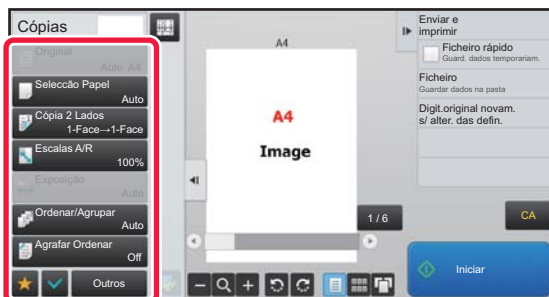 Cópias
Original
Auto A4
Selecção Papel
Auto
Cópia 2 Lados
1-Face→1-Face
Escalas A/R
100%
Exposição
Auto
Ordenar/Agrupar
Auto
Agrafar Ordenar
Off
Outros
A4
A4
Image
1 / 6
Enviar e
imprimir
Ficheiro rápido
Guard. dados temporariam.
Ficheiro
Guardar dados na pasta
Digit.original novam.
s/ alter. das defin.
CA
Iniciar